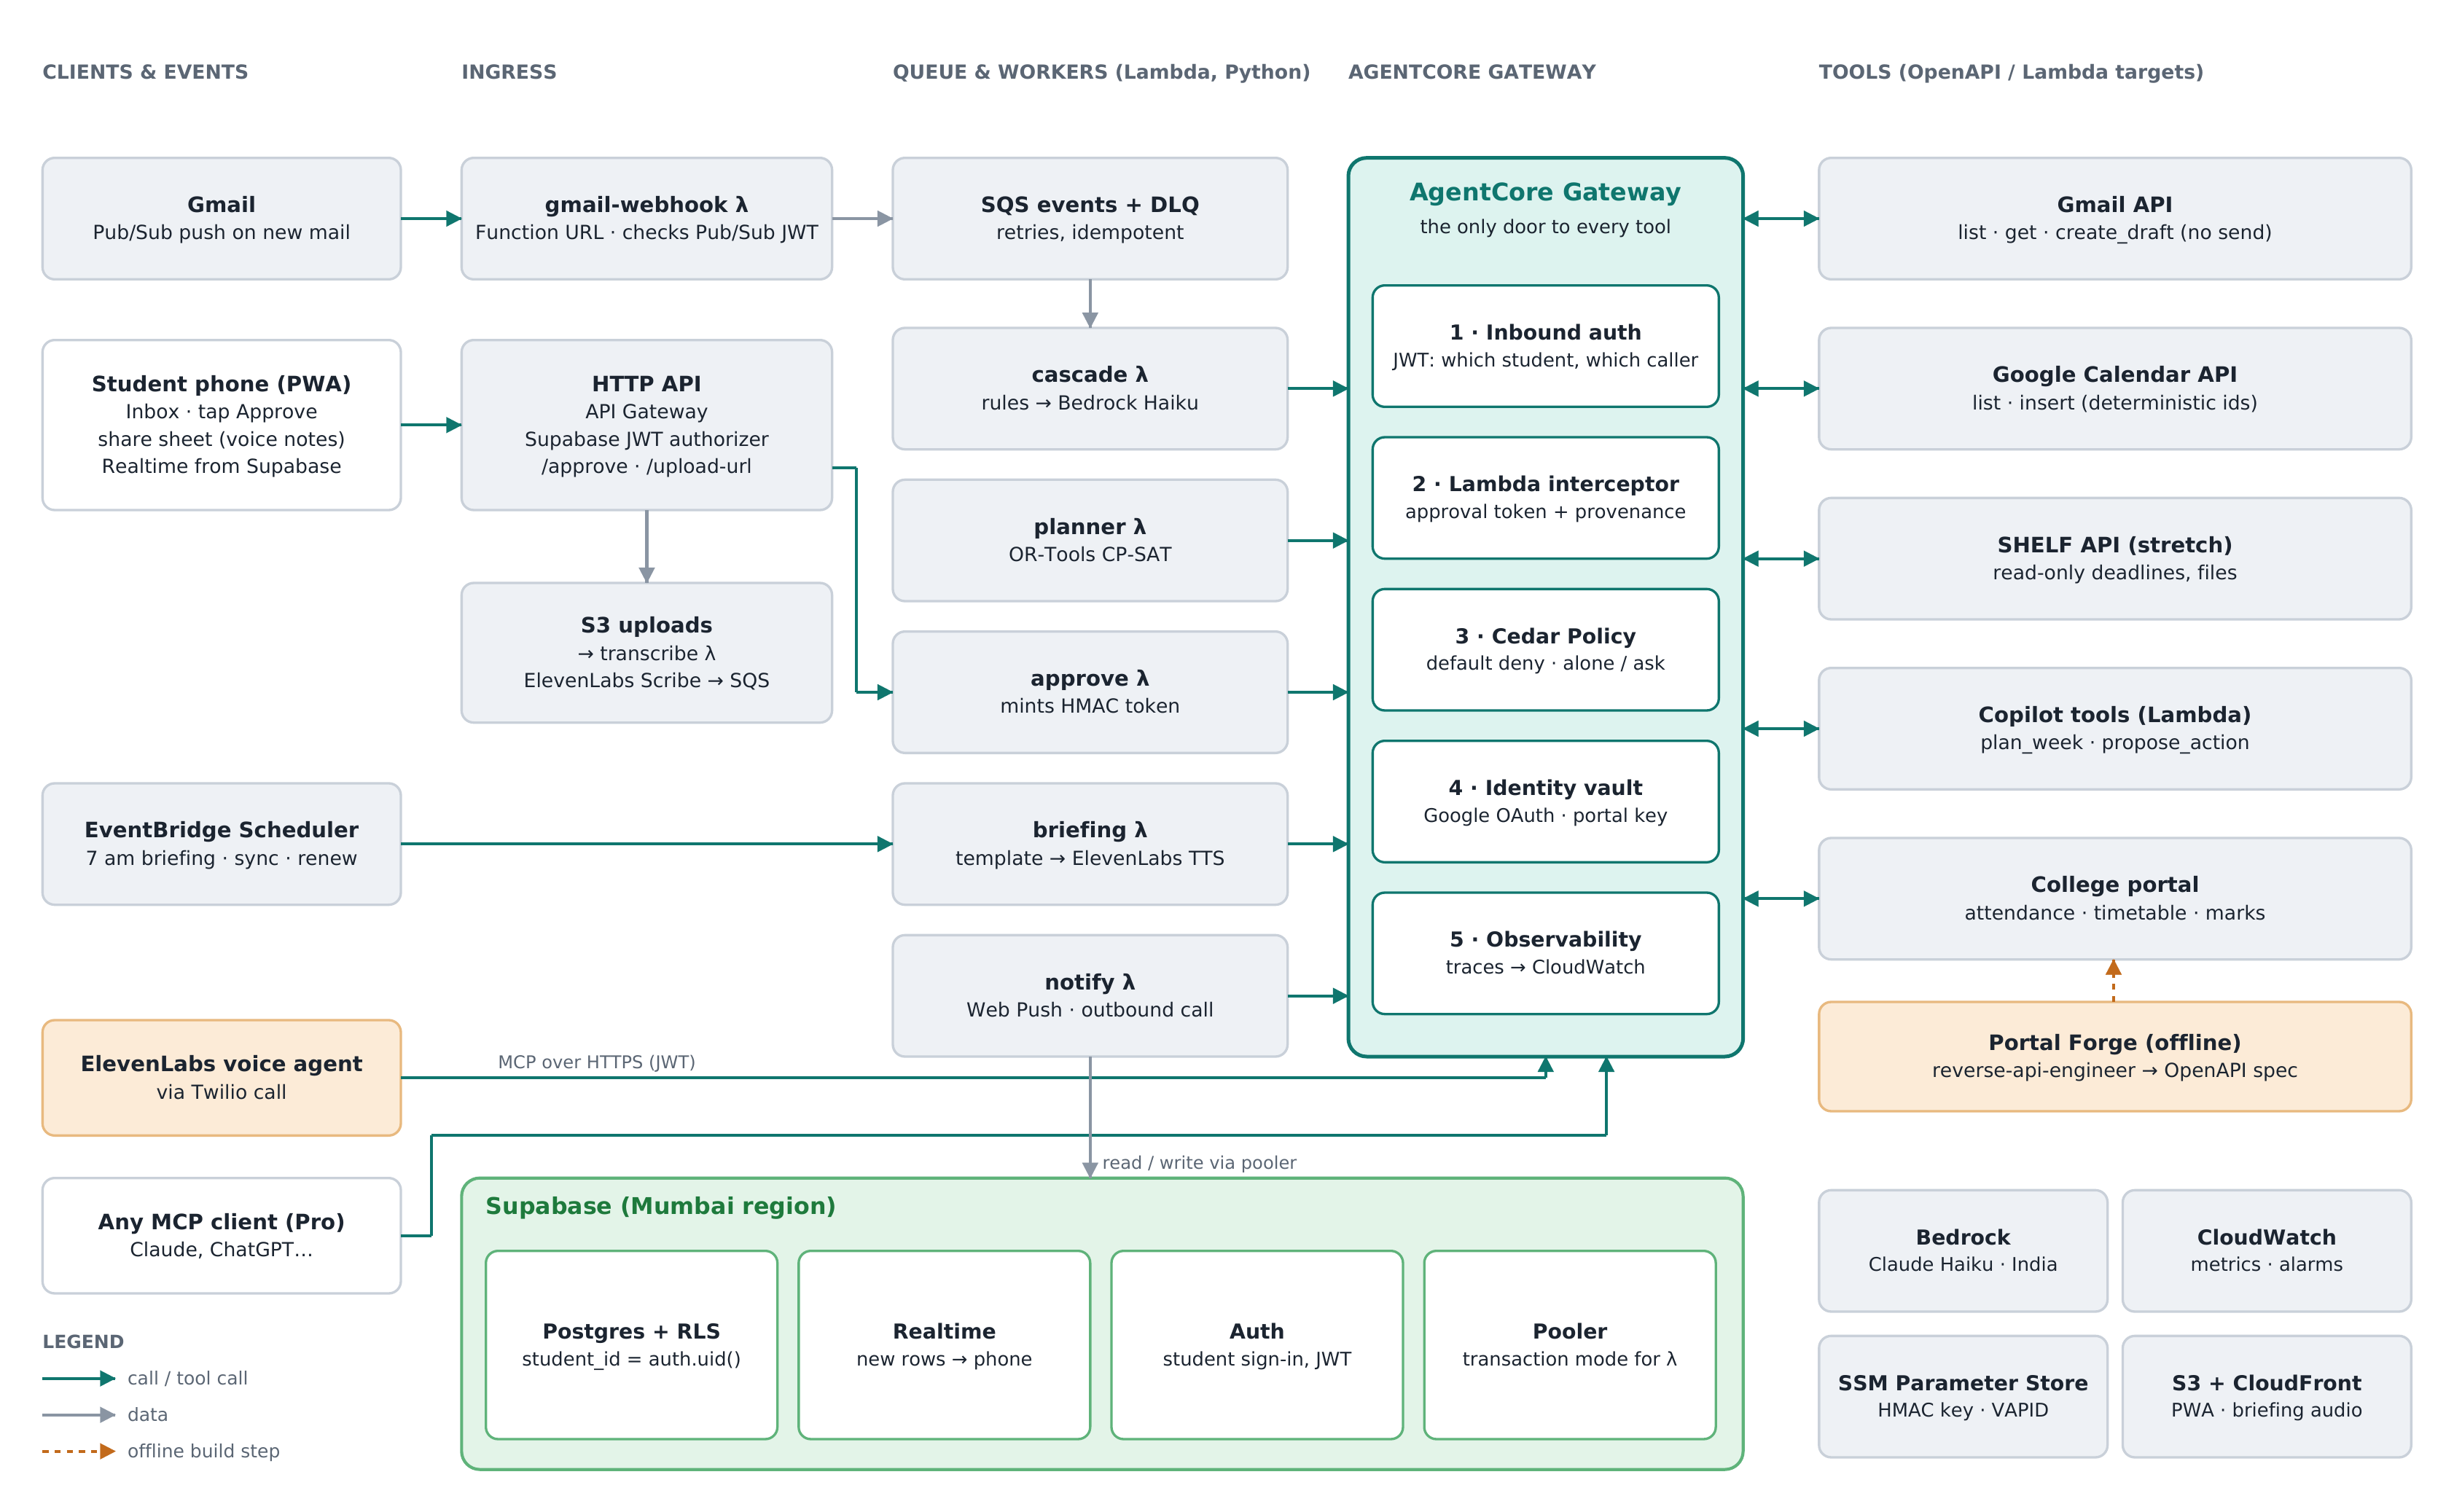 CLIENTS & EVENTS
INGRESS
QUEUE & WORKERS (Lambda, Python)
AGENTCORE GATEWAY
TOOLS (OpenAPI / Lambda targets)
Gmail
Pub/Sub push on new mail
Student phone (PWA)
Inbox · tap Approve
share sheet (voice notes)
Realtime from Supabase
EventBridge Scheduler
7 am briefing · sync · renew
ElevenLabs voice agent
via Twilio call
Any MCP client (Pro)
Claude, ChatGPT…
gmail-webhook λ
Function URL · checks Pub/Sub JWT
HTTP API
API Gateway
Supabase JWT authorizer
/approve · /upload-url
S3 uploads
→ transcribe λ
ElevenLabs Scribe → SQS
SQS events + DLQ
retries, idempotent
cascade λ
rules → Bedrock Haiku
planner λ
OR-Tools CP-SAT
approve λ
mints HMAC token
briefing λ
template → ElevenLabs TTS
notify λ
Web Push · outbound call
AgentCore Gateway
the only door to every tool
1 · Inbound auth
JWT: which student, which caller
2 · Lambda interceptor
approval token + provenance
3 · Cedar Policy
default deny · alone / ask
4 · Identity vault
Google OAuth · portal key
5 · Observability
traces → CloudWatch
Gmail API
list · get · create_draft (no send)
Google Calendar API
list · insert (deterministic ids)
SHELF API (stretch)
read-only deadlines, files
Copilot tools (Lambda)
plan_week · propose_action
College portal
attendance · timetable · marks
Portal Forge (offline)
reverse-api-engineer → OpenAPI spec
MCP over HTTPS (JWT)
read / write via pooler
Supabase (Mumbai region)
Postgres + RLS
student_id = auth.uid()
Realtime
new rows → phone
Auth
student sign-in, JWT
Pooler
transaction mode for λ
Bedrock
Claude Haiku · India
CloudWatch
metrics · alarms
SSM Parameter Store
HMAC key · VAPID
S3 + CloudFront
PWA · briefing audio
LEGEND
call / tool call
data
offline build step